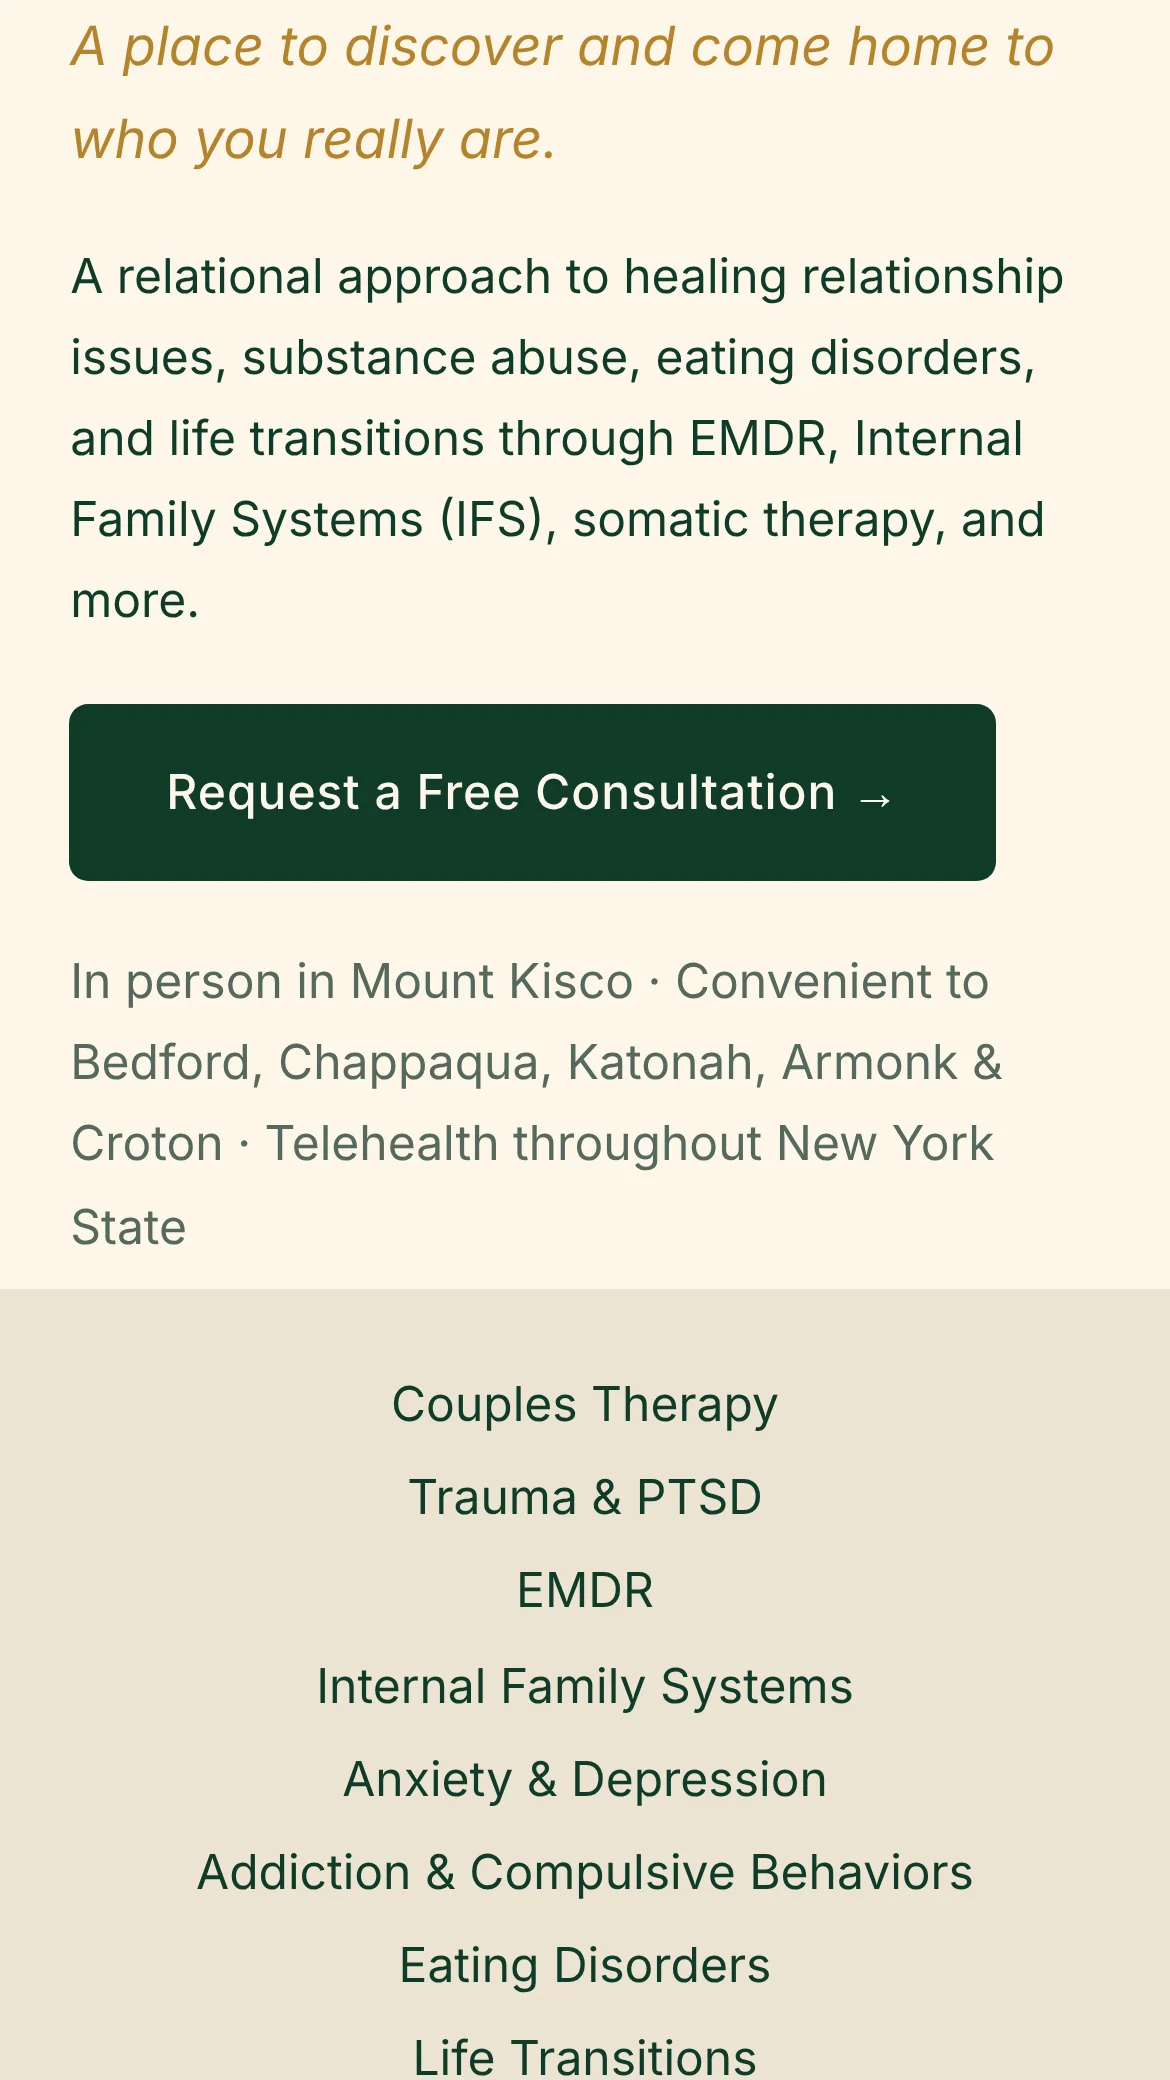 A place to discover and come home to
who you really are.
A relational approach to healing relationship
issues, substance abuse, eating disorders,
and life transitions through EMDR, Internal
Family Systems (IFS), somatic therapy, and
more.
Request a Free Consultation →
In person in Mount Kisco · Convenient to
Bedford, Chappaqua, Katonah, Armonk &
Croton · Telehealth throughout New York
State
Couples Therapy
Trauma & PTSD
EMDR
Internal Family Systems
Anxiety & Depression
Addiction & Compulsive Behaviors
Eating Disorders
Life Transitions